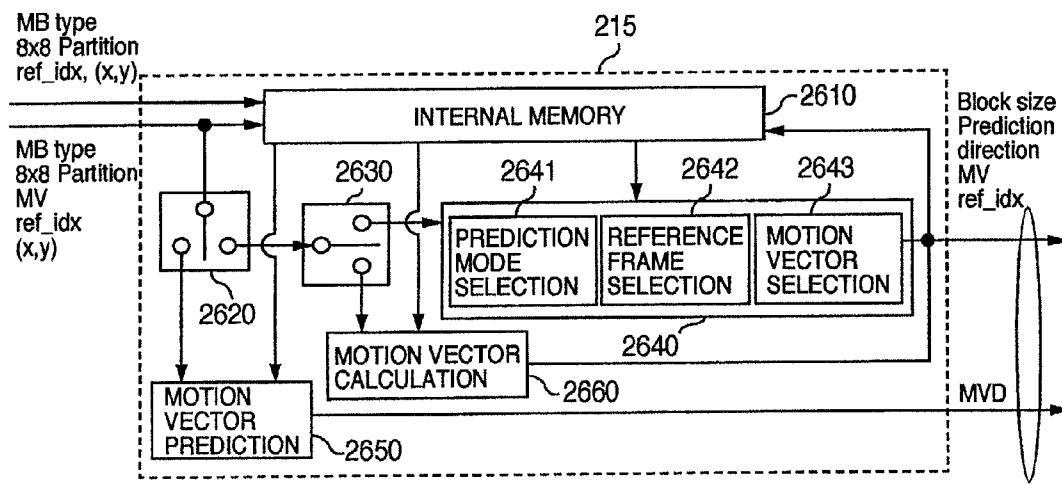 MB type
8x8 Partition
ref_idx, (x,y)
215
INTERNAL MEMORY
2610
Block size
Prediction
direction
MV
ref_idx
MB type
8x8 Partition
MV
ref_idx
(x,y)
2620
2630
2641
2642
2643
PREDICTION
MODE
SELECTION
REFERENCE
FRAME
SELECTION
MOTION
VECTOR
SELECTION
2640
MOTION VECTOR
CALCULATION
2660
MOTION
VECTOR
PREDICTION
2650
MVD